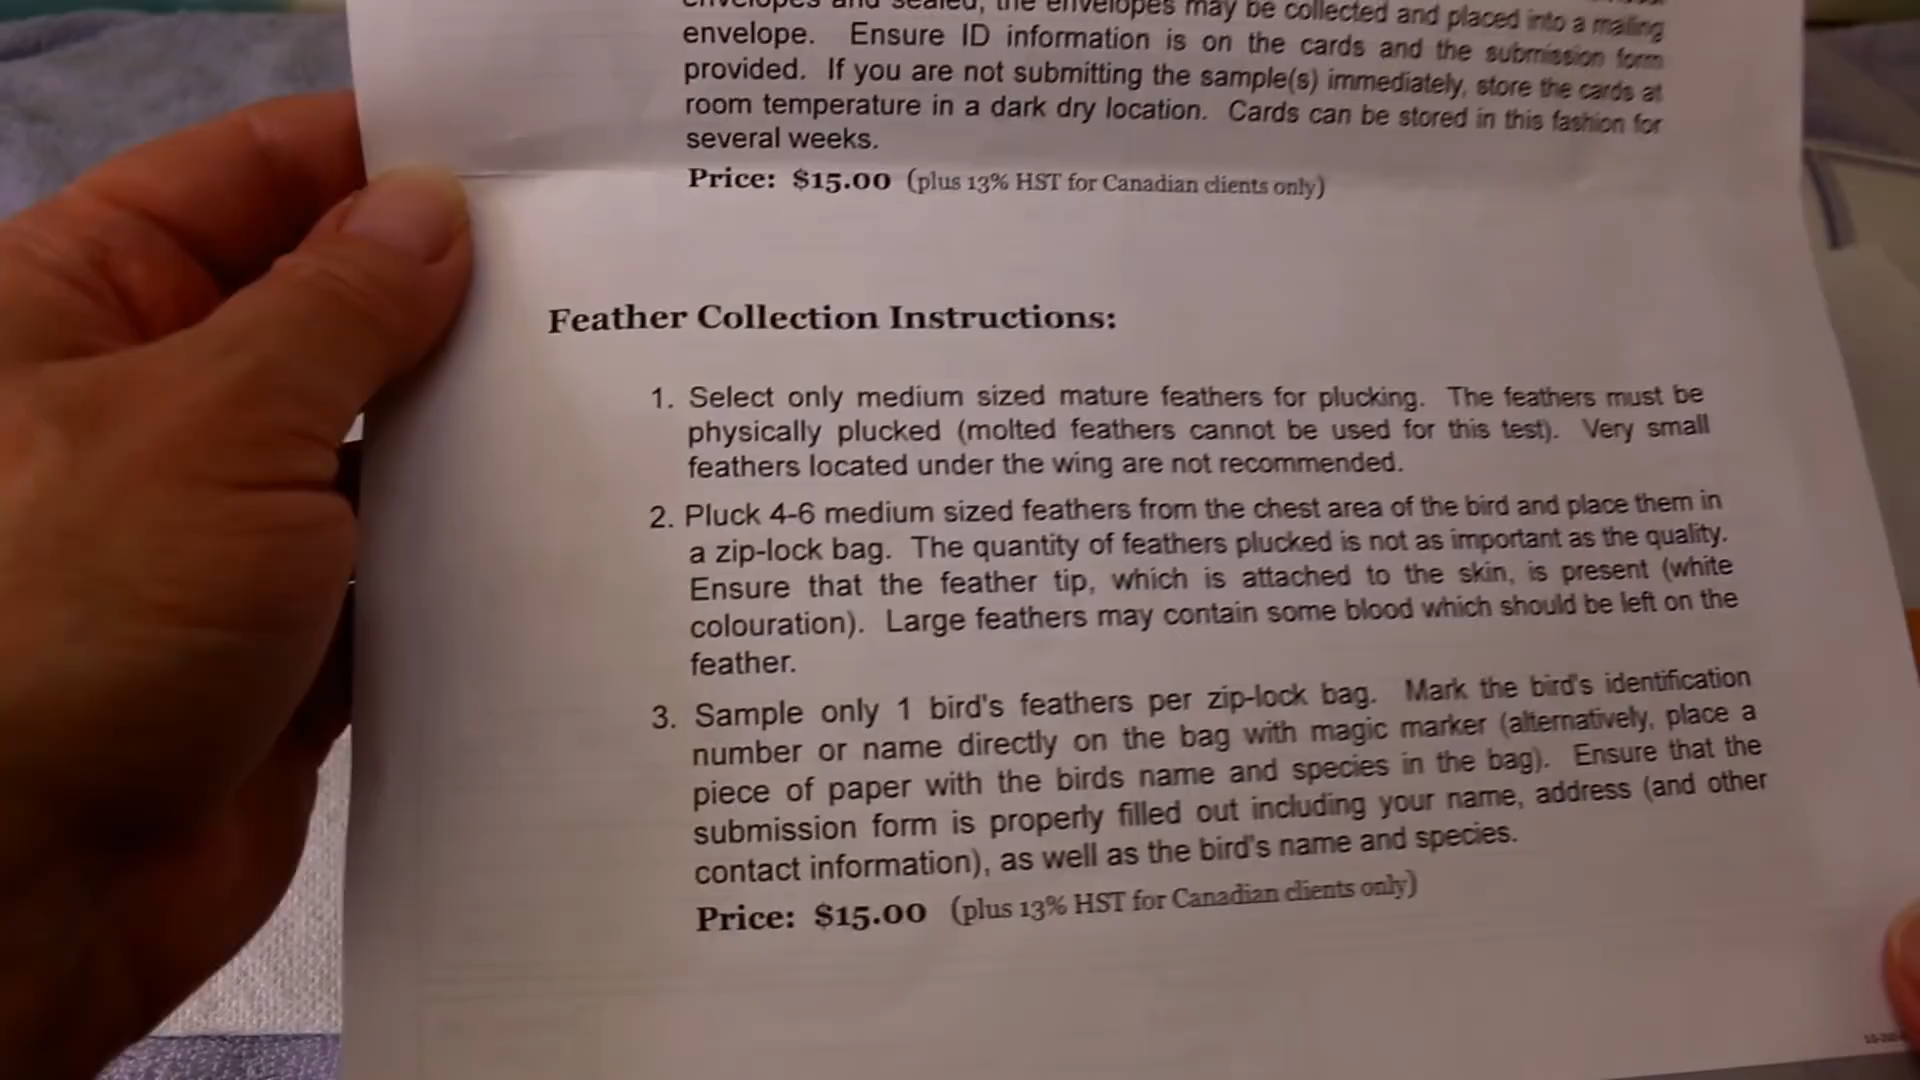 envelopes and sealed, the envelopes may be collected and placed into a mailing
envelope. Ensure ID information is on the cards and the submission form
provided. If you are not submitting the sample(s) immediately, store the cards at
room temperature in a dark dry location. Cards can be stored in this fashion for
several weeks.
Price: $15.00 (plus 13% HST for Canadian clients only)
Feather Collection Instructions:
1. Select only medium sized mature feathers for plucking. The feathers must be
physically plucked (molted feathers cannot be used for this test). Very small
feathers located under the wing are not recommended.
2. Pluck 4-6 medium sized feathers from the chest area of the bird and place them in
a zip-lock bag. The quantity of feathers plucked is not as important as the quality.
Ensure that the feather tip, which is attached to the skin, is present (white
colouration). Large feathers may contain some blood which should be left on the
feather.
3. Sample only 1 bird's feathers per zip-lock bag. Mark the bird's identification
number or name directly on the bag with magic marker (alternatively, place a
piece of paper with the birds name and species in the bag). Ensure that the
submission form is properly filled out including your name, address (and other
contact information), as well as the bird's name and species.
Price: $15.00 (plus 13% HST for Canadian clients only)